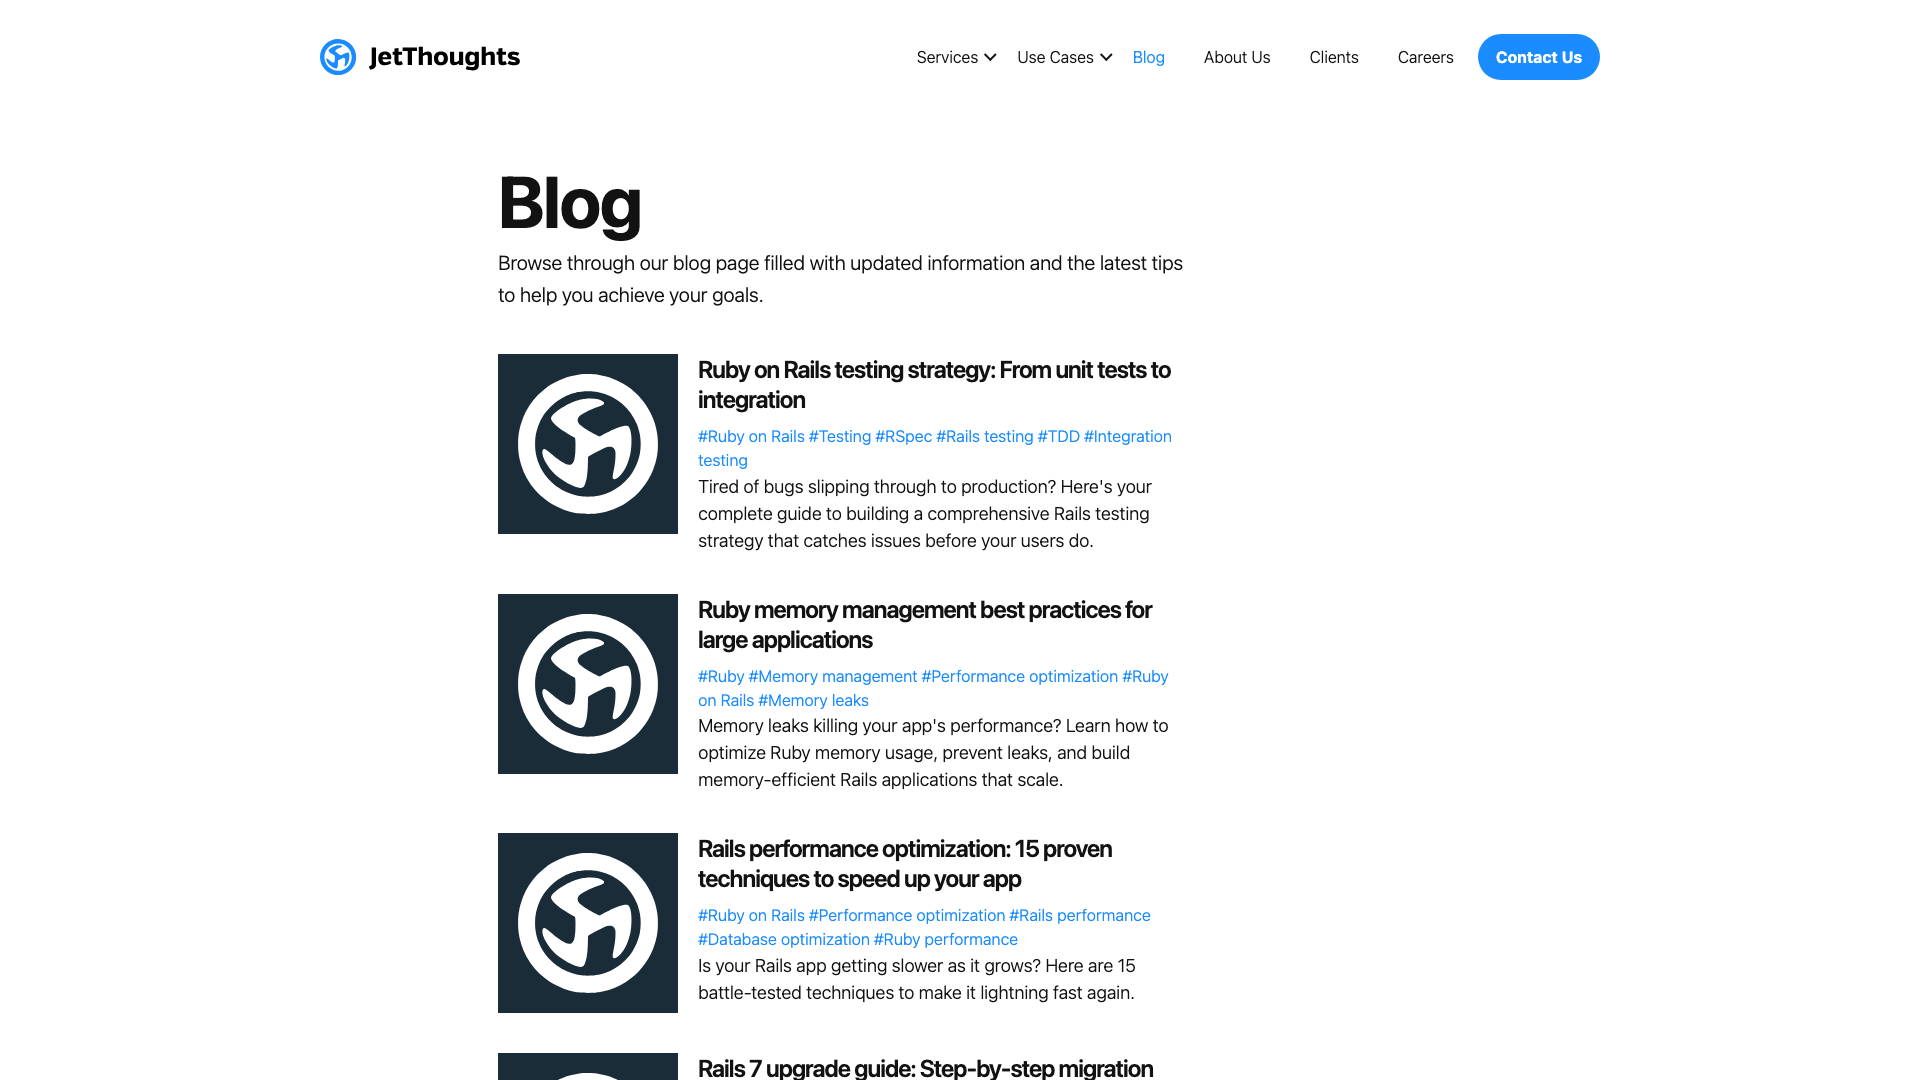 JetThoughts
Services
Use Cases
Blog
About Us
Clients
Careers
Contact Us
Blog
Browse through our blog page filled with updated information and the latest tips
to help you achieve your goals.
Ruby on Rails testing strategy: From unit tests to
integration
#Ruby on Rails #Testing #RSpec #Rails testing #TDD #Integration
testing
Tired of bugs slipping through to production? Here's your
complete guide to building a comprehensive Rails testing
strategy that catches issues before your users do.
Ruby memory management best practices for
large applications
#Ruby #Memory management #Performance optimization #Ruby
on Rails #Memory leaks
Memory leaks killing your app's performance? Learn how to
optimize Ruby memory usage, prevent leaks, and build
memory-efficient Rails applications that scale.
Rails performance optimization: 15 proven
techniques to speed up your app
#Ruby on Rails #Performance optimization #Rails performance
#Database optimization #Ruby performance
Is your Rails app getting slower as it grows? Here are 15
battle-tested techniques to make it lightning fast again.
Rails 7 upgrade guide: Step-by-step migration